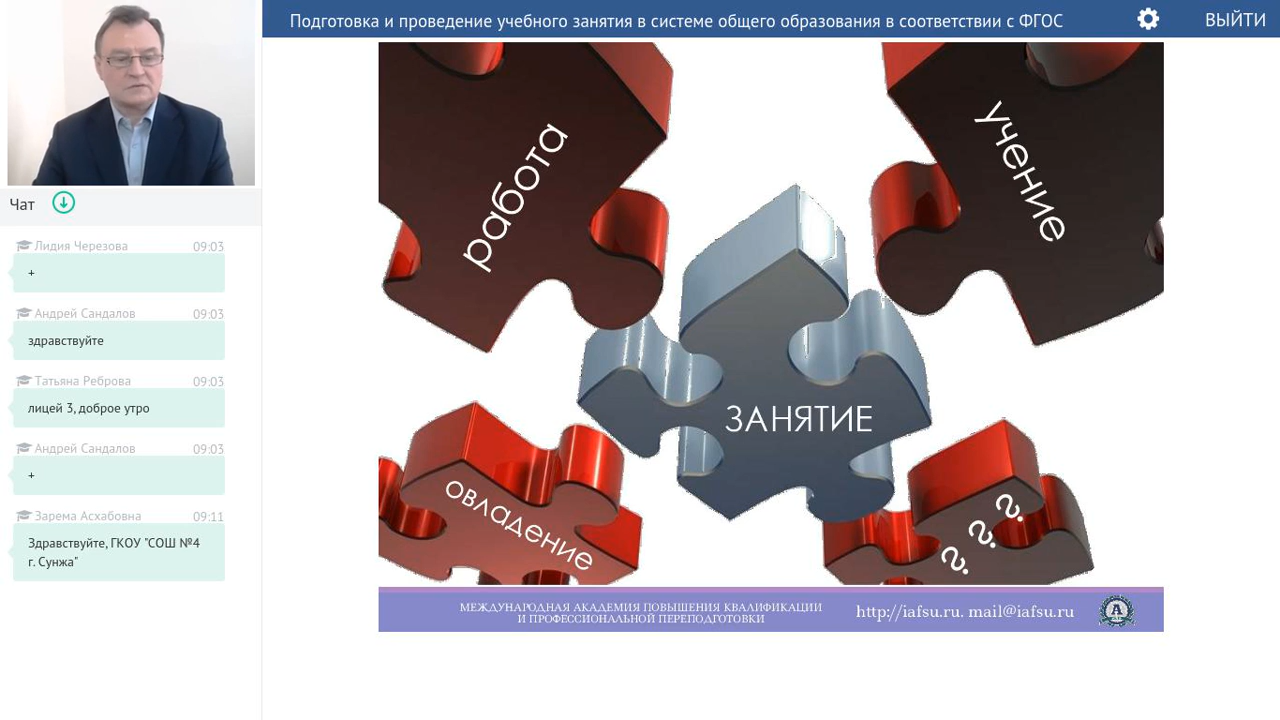 Подготовка и проведение учебного занятия в системе общего образования в соответствии с ФГОС
ВЫЙТИ
Чат
Лидия Черезова 09:03
+
Андрей Сандалов 09:03
здравствуйте
Татьяна Реброва 09:03
лицей 3, доброе утро
Андрей Сандалов 09:03
+
Зарема Асхабовна 09:11
Здравствуйте, ГКОУ "СОШ №4
г. Сунжа"
работа
учение
ЗАНЯТИЕ
овладение
? ? ?
МЕЖДУНАРОДНАЯ АКАДЕМИЯ ПОВЫШЕНИЯ КВАЛИФИКАЦИИ
И ПРОФЕССИОНАЛЬНОЙ ПЕРЕПОДГОТОВКИ
http://iafsu.ru. mail@iafsu.ru